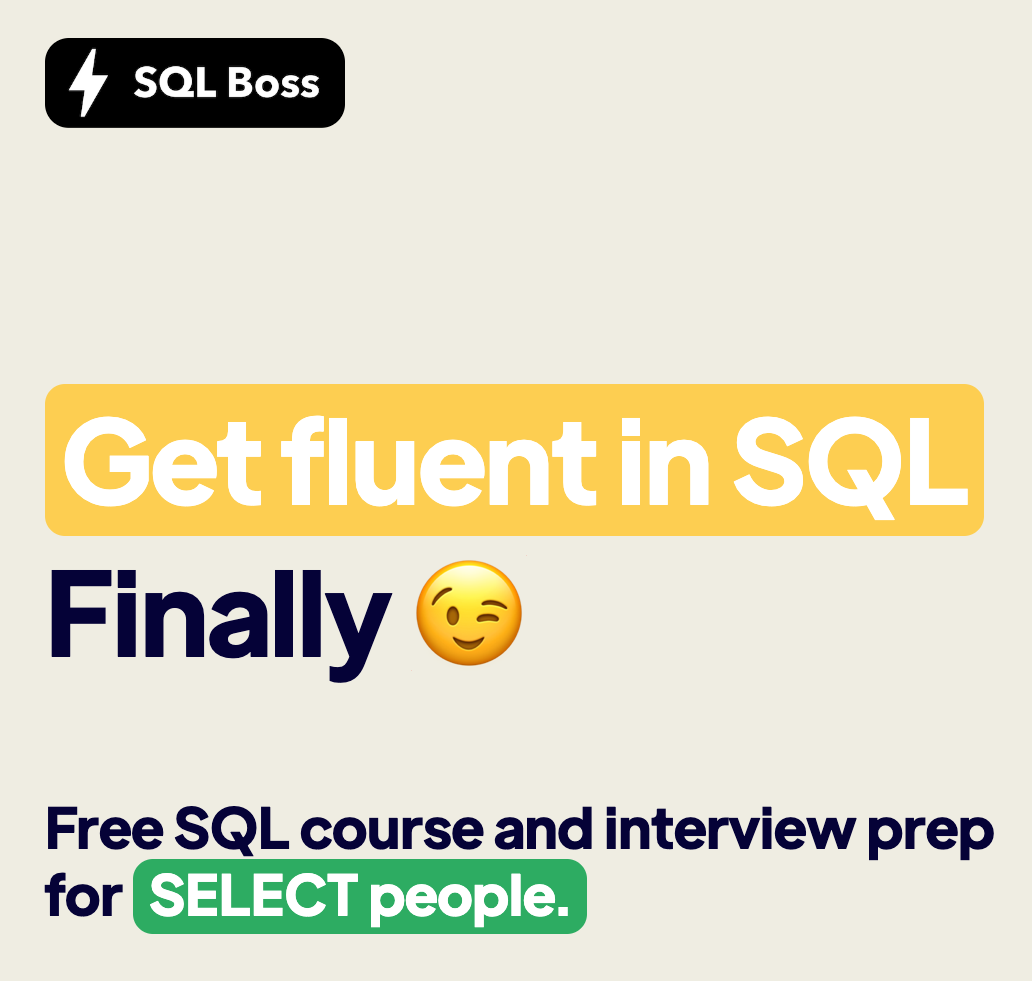 SQL Boss
Get fluent in SQL
Finally 😉
Free SQL course and interview prep
for SELECT people.